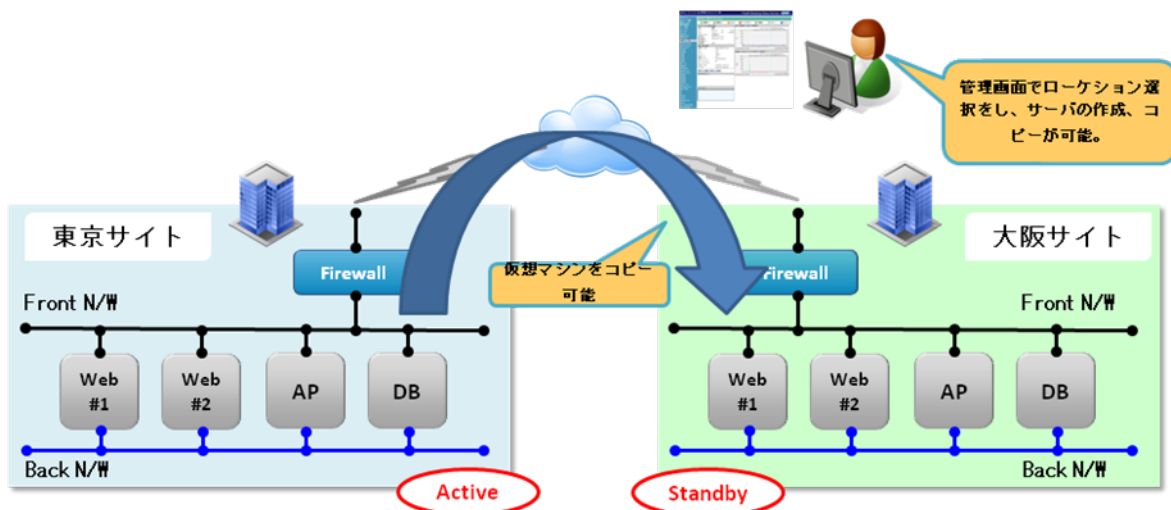 管理画面でローケション選
択をし、サーバの作成、コ
ピーが可能。
東京サイト
大阪サイト
Firewall
仮想マシンをコピー
可能
Firewall
Front N/W
Front N/W
Web
#1
Web
#2
AP
DB
Web
#1
Web
#2
AP
DB
Back N/W
Back N/W
Active
Standby